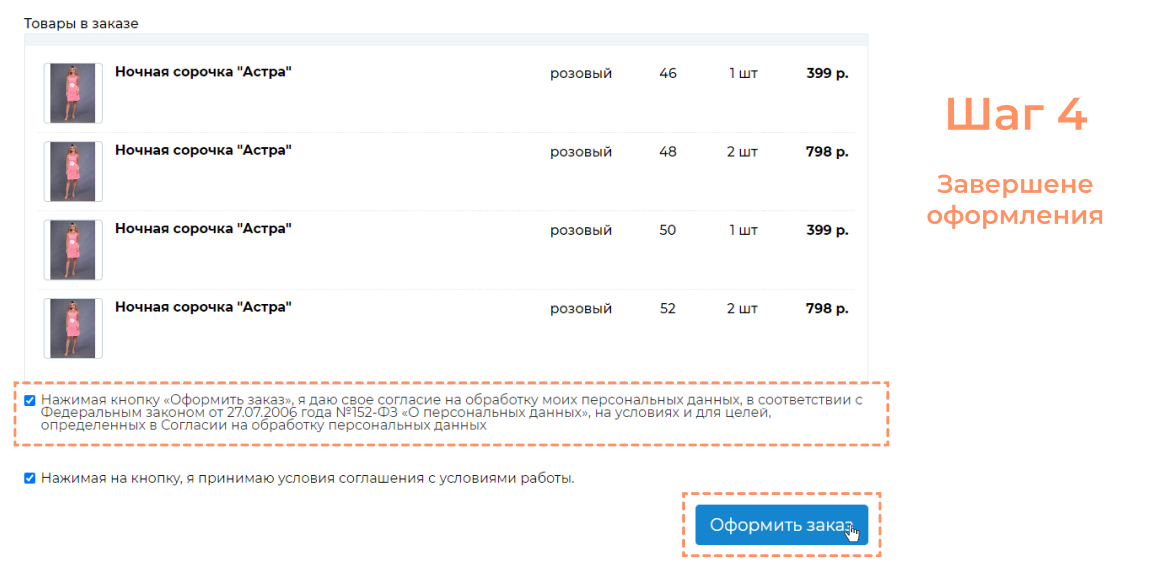 Товары в заказе
Ночная сорочка "Астра" розовый 46 1 шт 399 р.
Ночная сорочка "Астра" розовый 48 2 шт 798 р.
Ночная сорочка "Астра" розовый 50 1 шт 399 р.
Ночная сорочка "Астра" розовый 52 2 шт 798 р.
Шаг 4
Завершене
оформления
Нажимая кнопку «Оформить заказ», я даю свое согласие на обработку моих персональных данных, в соответствии с
Федеральным законом от 27.07.2006 года №152-ФЗ «О персональных данных», на условиях и для целей,
определенных в Согласии на обработку персональных данных
Нажимая на кнопку, я принимаю условия соглашения с условиями работы.
Оформить заказ